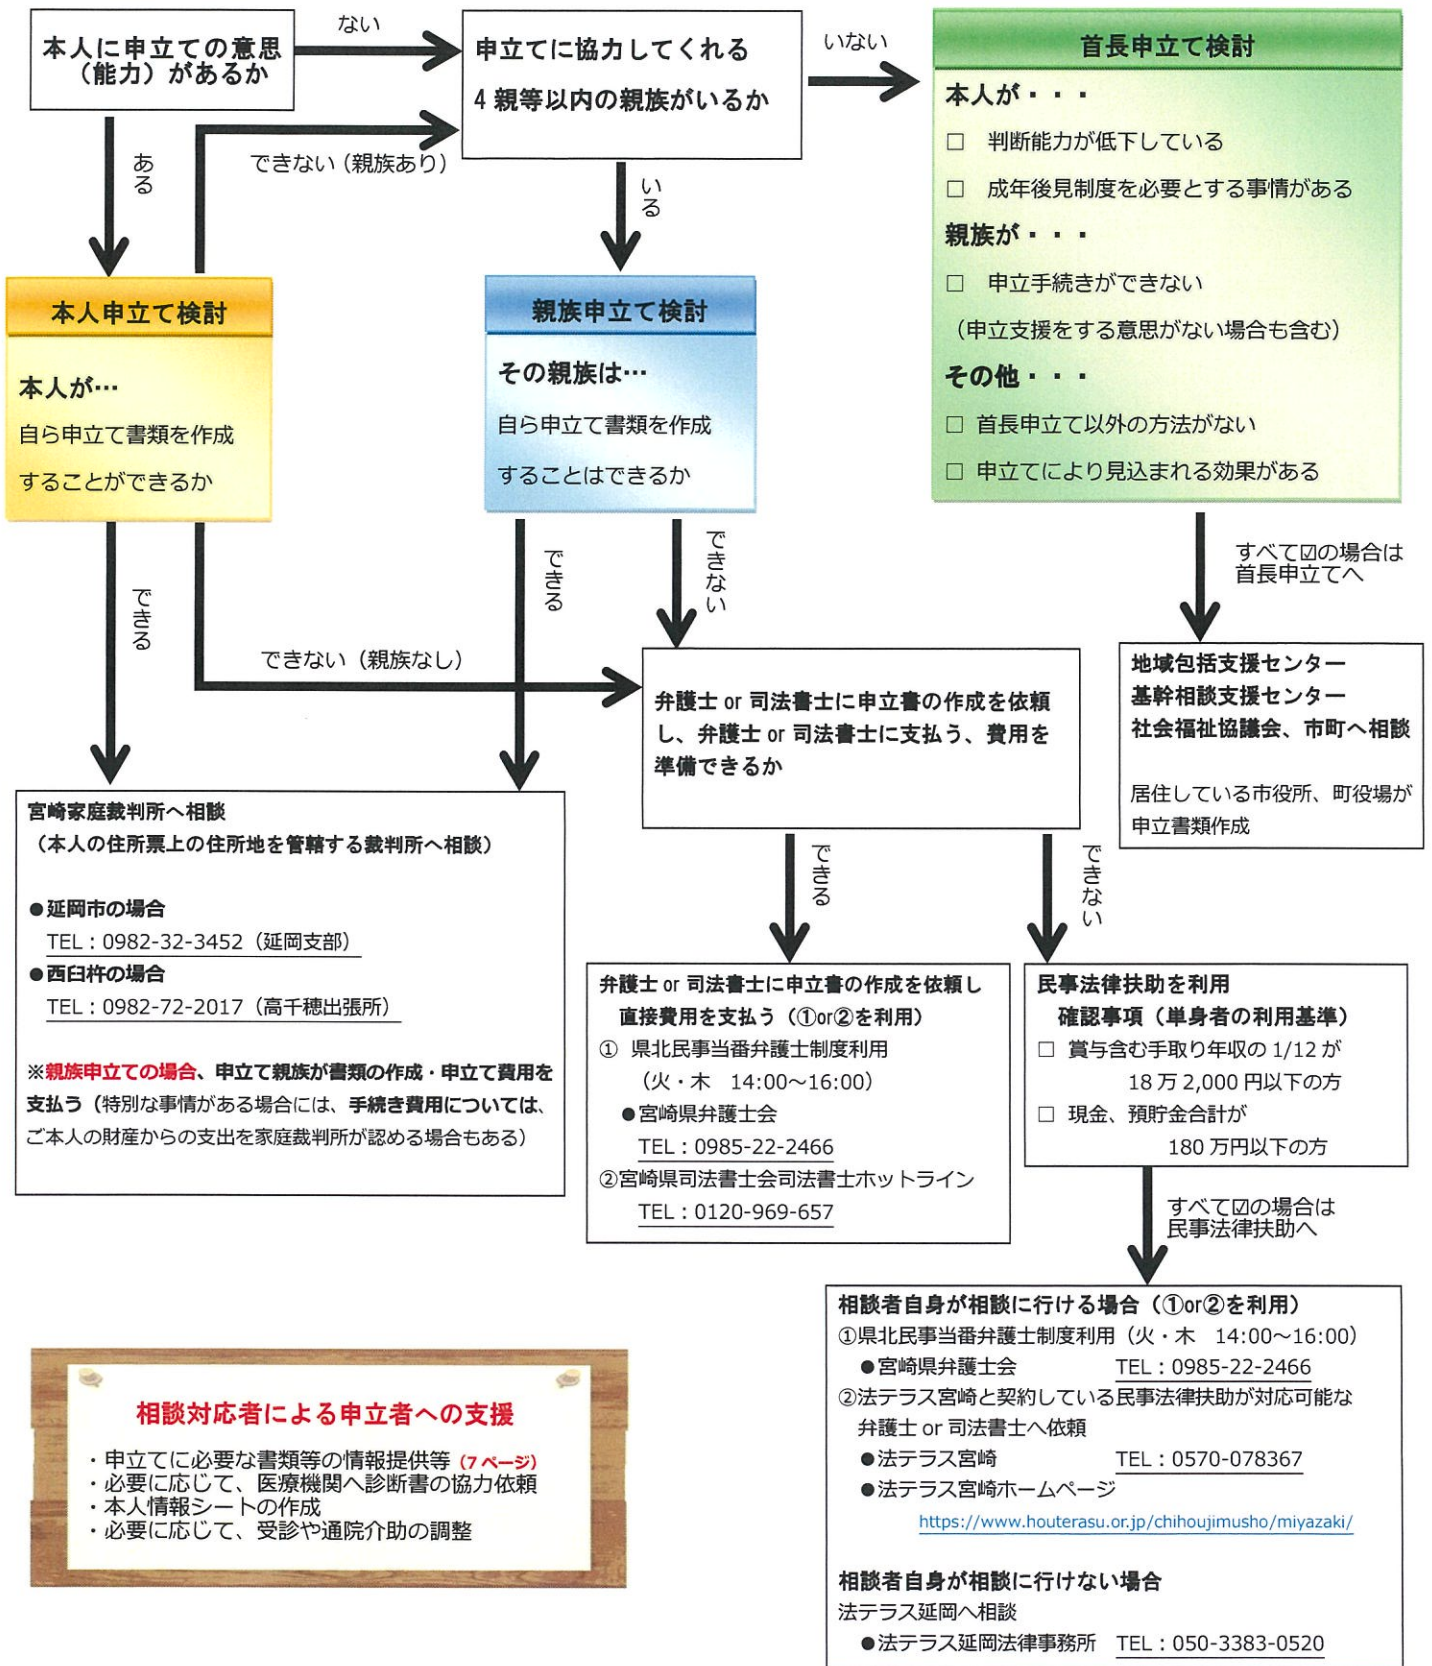 本人に申立ての意思
（能力）があるか
ない
申立てに協力してくれる
4 親等以内の親族がいるか
いない
ある
できない（親族あり）
いる
首長申立て検討
本人が・・・
□ 判断能力が低下している
□ 成年後見制度を必要とする事情がある
親族が・・・
□ 申立手続きができない
（申立支援をする意思がない場合も含む）
その他・・・
□ 首長申立て以外の方法がない
□ 申立てにより見込まれる効果がある
本人申立て検討
本人が…
自ら申立て書類を作成
することができるか
親族申立て検討
その親族は…
自ら申立て書類を作成
することはできるか
できる
できない（親族なし）
できる
できない
すべて☑の場合は
首長申立てへ
地域包括支援センター
基幹相談支援センター
社会福祉協議会、市町へ相談
居住している市役所、町役場が
申立書類作成
弁護士 or 司法書士に申立書の作成を依頼
し、弁護士 or 司法書士に支払う、費用を
準備できるか
できる
できない
宮崎家庭裁判所へ相談
（本人の住所票上の住所地を管轄する裁判所へ相談）
●延岡市の場合
TEL：0982-32-3452（延岡支部）
●西臼杵の場合
TEL：0982-72-2017（高千穂出張所）
※親族申立ての場合、申立て親族が書類の作成・申立て費用を
支払う（特別な事情がある場合には、手続き費用については、
ご本人の財産からの支出を家庭裁判所が認める場合もある）
弁護士 or 司法書士に申立書の作成を依頼し
直接費用を支払う（①or②を利用）
① 県北民事当番弁護士制度利用
（火・木 14:00～16:00）
●宮崎県弁護士会
TEL：0985-22-2466
②宮崎県司法書士会司法書士ホットライン
TEL：0120-969-657
民事法律扶助を利用
確認事項（単身者の利用基準）
□ 賞与含む手取り年収の 1/12 が
18 万 2,000 円以下の方
□ 現金、預貯金合計が
180 万円以下の方
すべて☑の場合は
民事法律扶助へ
相談者自身が相談に行ける場合（①or②を利用）
①県北民事当番弁護士制度利用（火・木 14:00～16:00）
●宮崎県弁護士会 TEL：0985-22-2466
②法テラス宮崎と契約している民事法律扶助が対応可能な
弁護士 or 司法書士へ依頼
●法テラス宮崎 TEL：0570-078367
●法テラス宮崎ホームページ
https://www.houterasu.or.jp/chihoujimusho/miyazaki/
相談者自身が相談に行けない場合
法テラス延岡へ相談
●法テラス延岡法律事務所 TEL：050-3383-0520
相談対応者による申立者への支援
・申立てに必要な書類等の情報提供等（7 ページ）
・必要に応じて、医療機関へ診断書の協力依頼
・本人情報シートの作成
・必要に応じて、受診や通院介助の調整